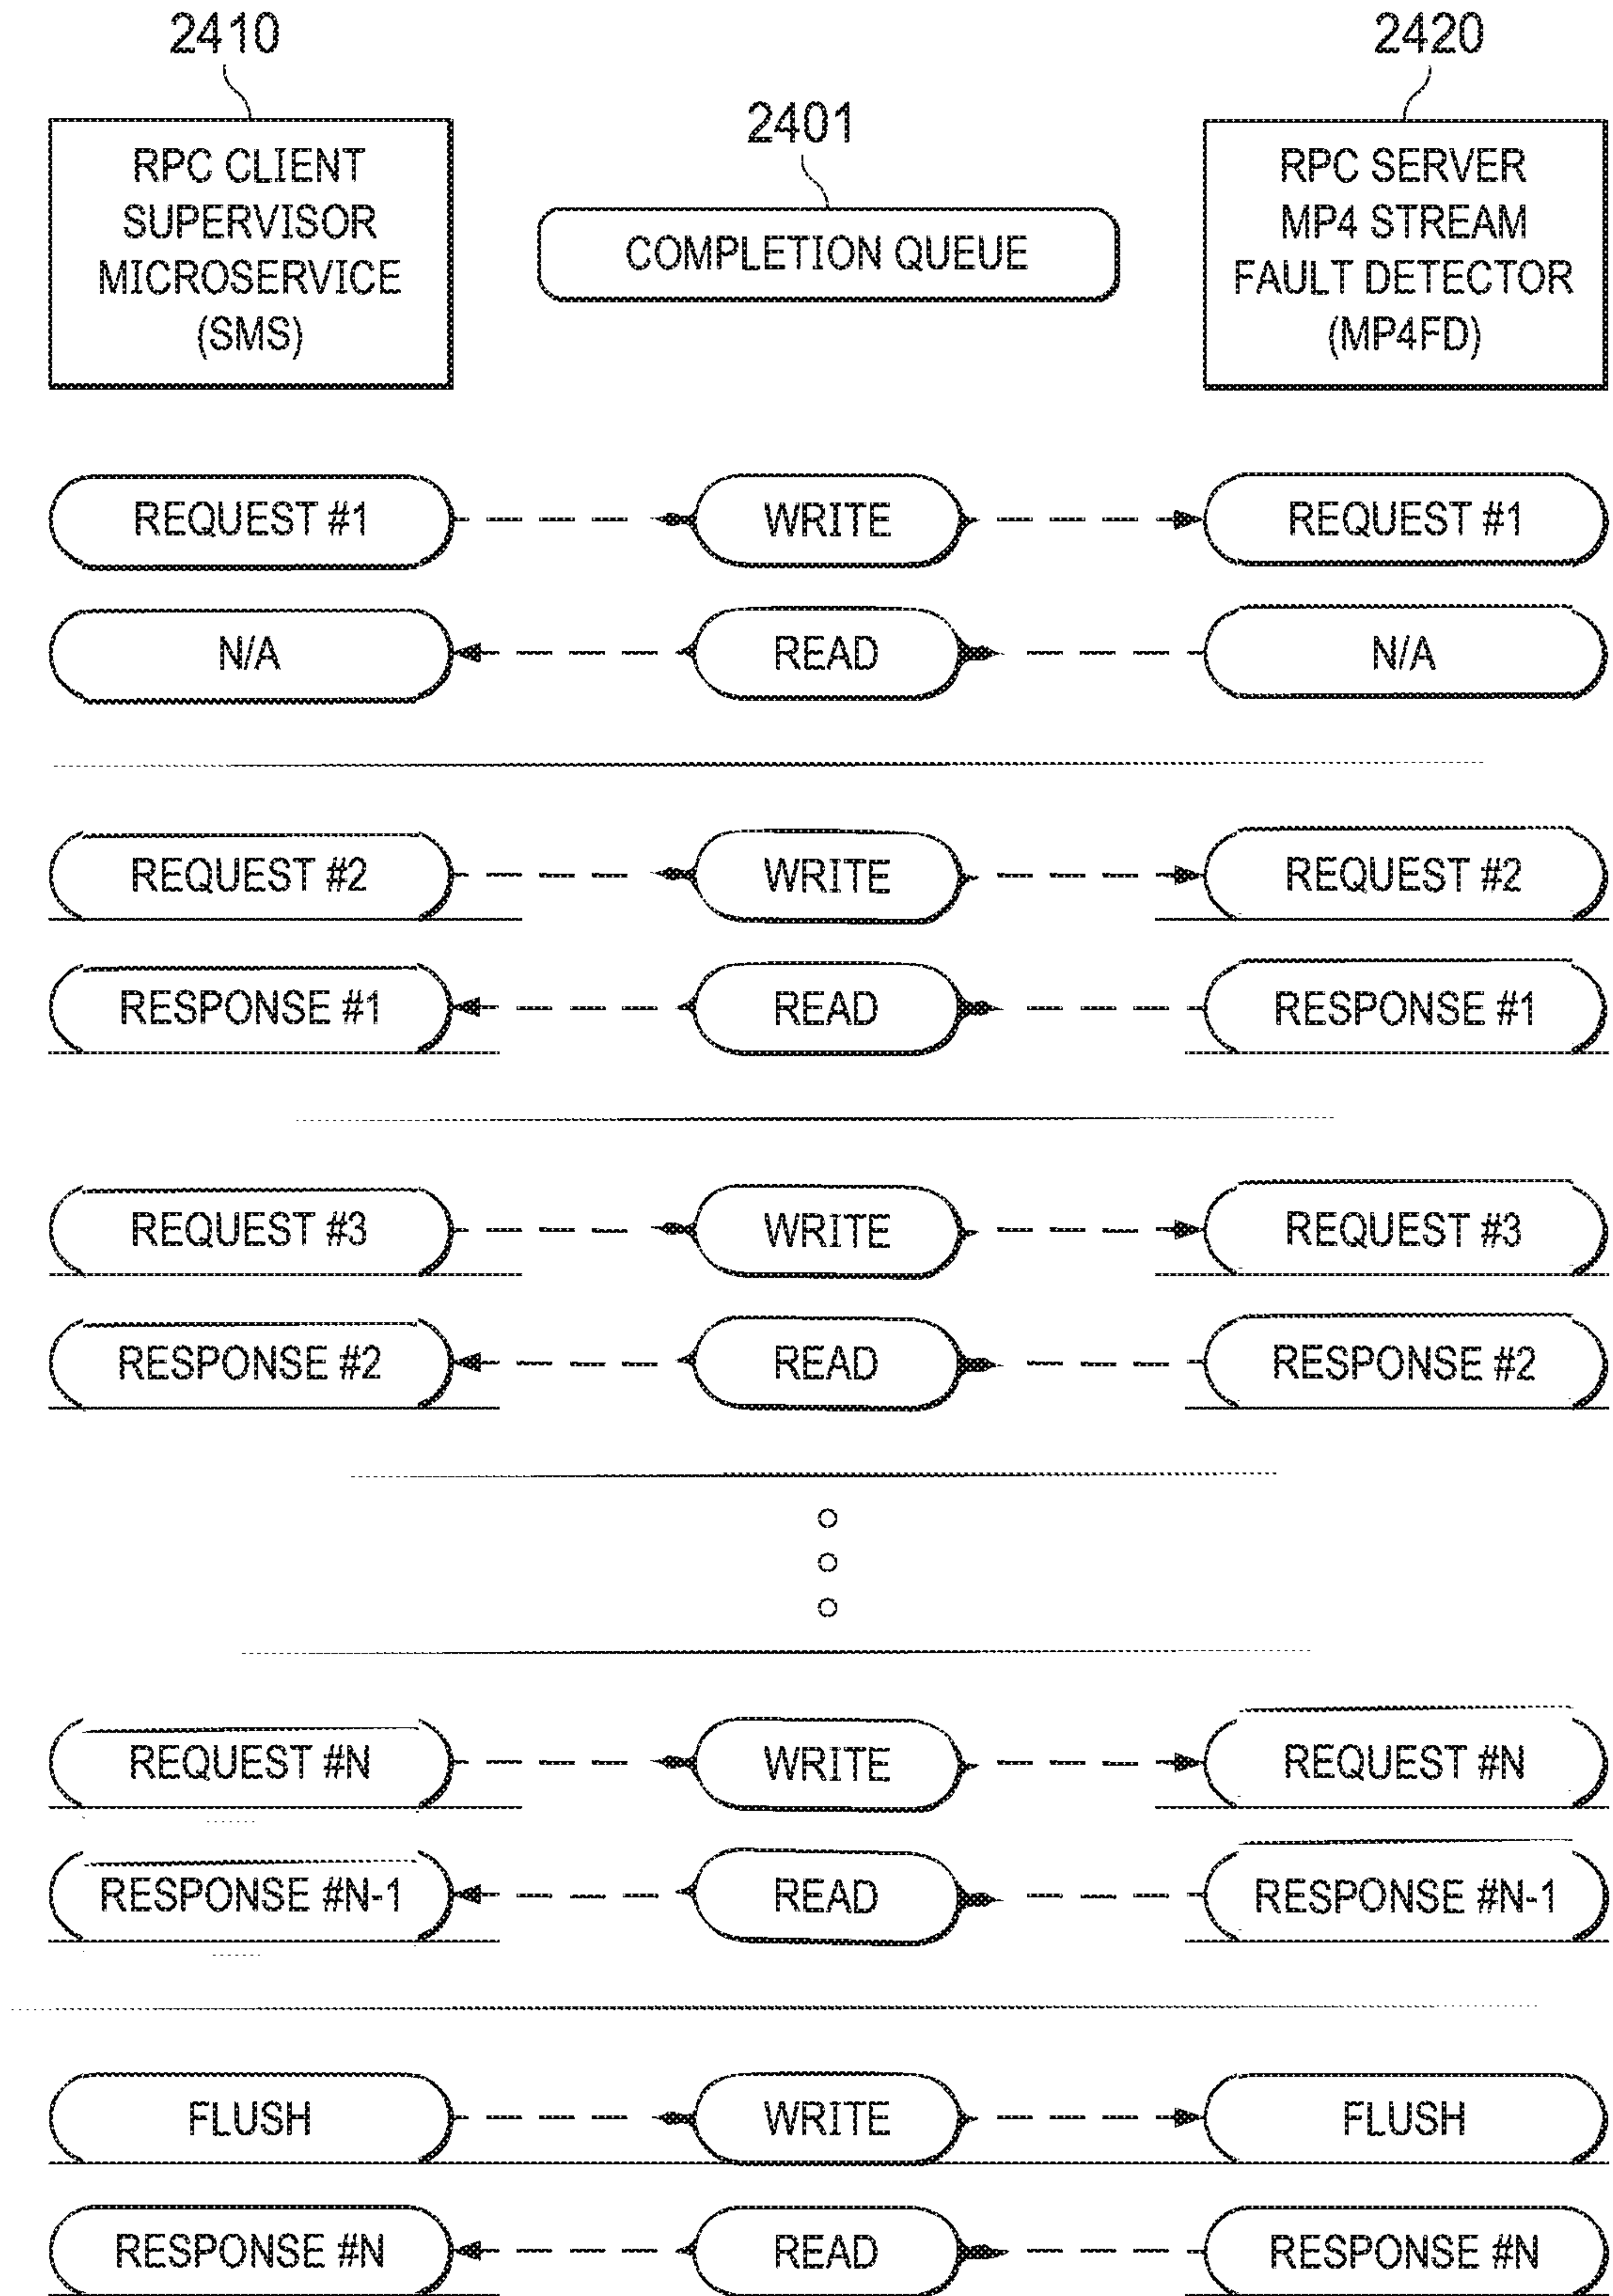 2410
2420
2401
RPC CLIENT
SUPERVISOR
MICROSERVICE
(SMS)
COMPLETION QUEUE
RPC SERVER
MP4 STREAM
FAULT DETECTOR
(MP4FD)
REQUEST #1
WRITE
REQUEST #1
N/A
READ
N/A
REQUEST #2
WRITE
REQUEST #2
RESPONSE #1
READ
RESPONSE #1
REQUEST #3
WRITE
REQUEST #3
RESPONSE #2
READ
RESPONSE #2
REQUEST #N
WRITE
REQUEST #N
RESPONSE #N-1
READ
RESPONSE #N-1
FLUSH
WRITE
FLUSH
RESPONSE #N
READ
RESPONSE #N